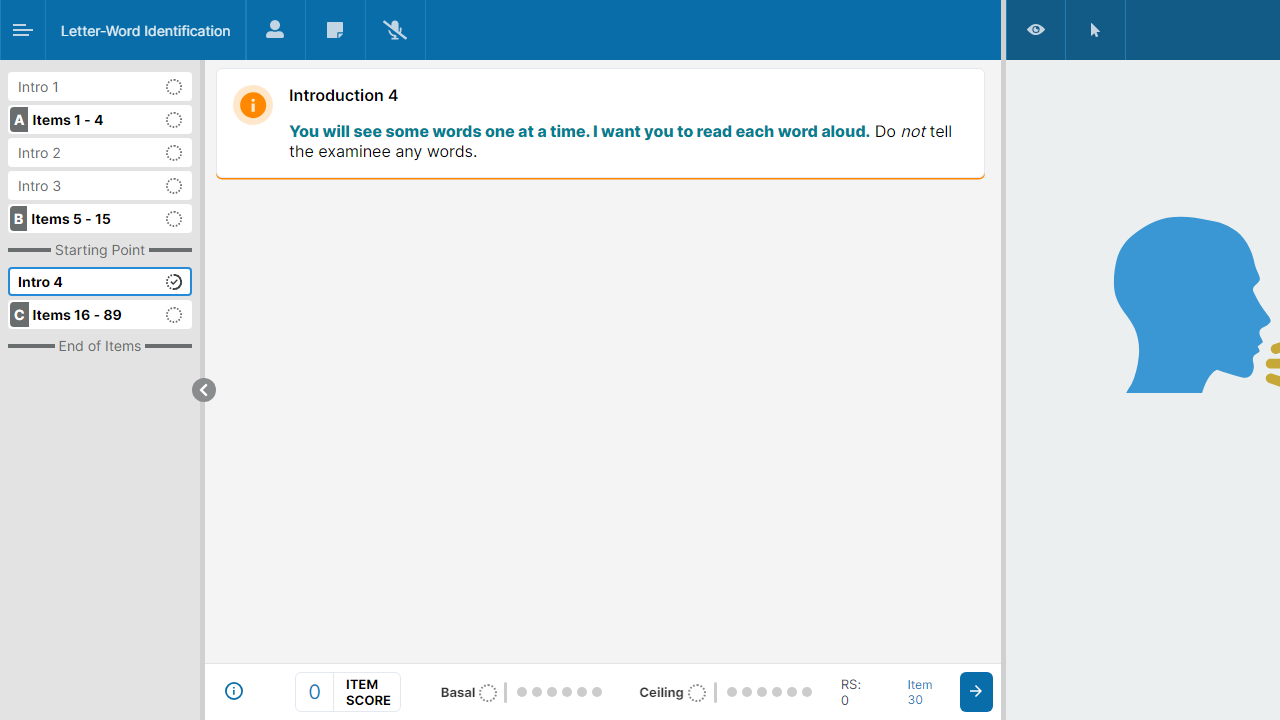 Letter-Word Identification
Intro 1
A Items 1 - 4
Intro 2
Intro 3
B Items 5 - 15
Starting Point
Intro 4
C Items 16 - 89
End of Items
Introduction 4
You will see some words one at a time. I want you to read each word aloud. Do not tell
the examinee any words.
0 ITEM
SCORE
Basal
Ceiling
RS:
0
Item
30